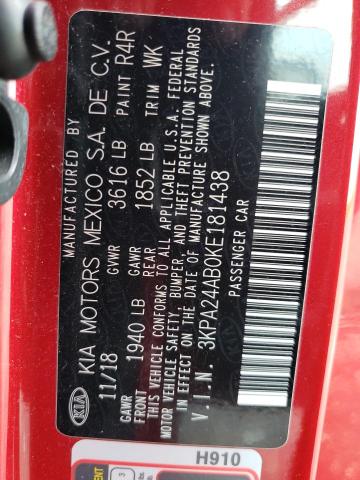 MANUFACTURED BY
KIA KIA MOTORS MEXICO S.A. DE C.V.
11/18 GVWR 3616 LB PAINT R4R
GAWR FRONT 1940 LB GAWR REAR 1852 LB TRIM WK
THIS VEHICLE CONFORMS TO ALL APPLICABLE U.S.A. FEDERAL
MOTOR VEHICLE SAFETY, BUMPER, AND THEFT PREVENTION STANDARDS
IN EFFECT ON THE DATE OF MANUFACTURE SHOWN ABOVE.
V.I.N. 3KPA24AB0KE181438
PASSENGER CAR
H910